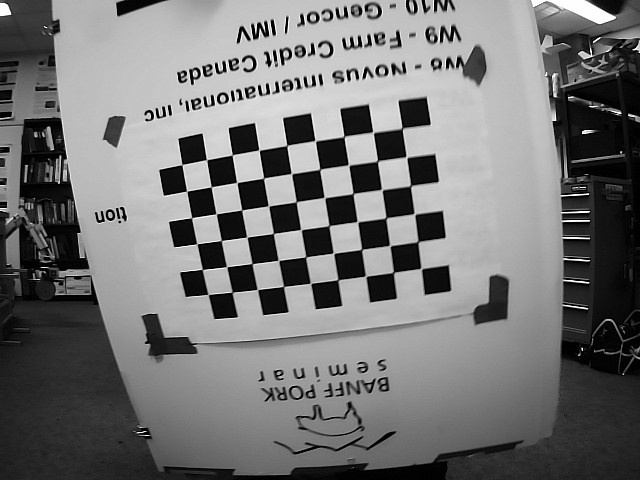 BANFF PORK
seminar
tion
W8 - Novus International, Inc
W9 - Farm Credit Canada
W10 - Gencor / IMV